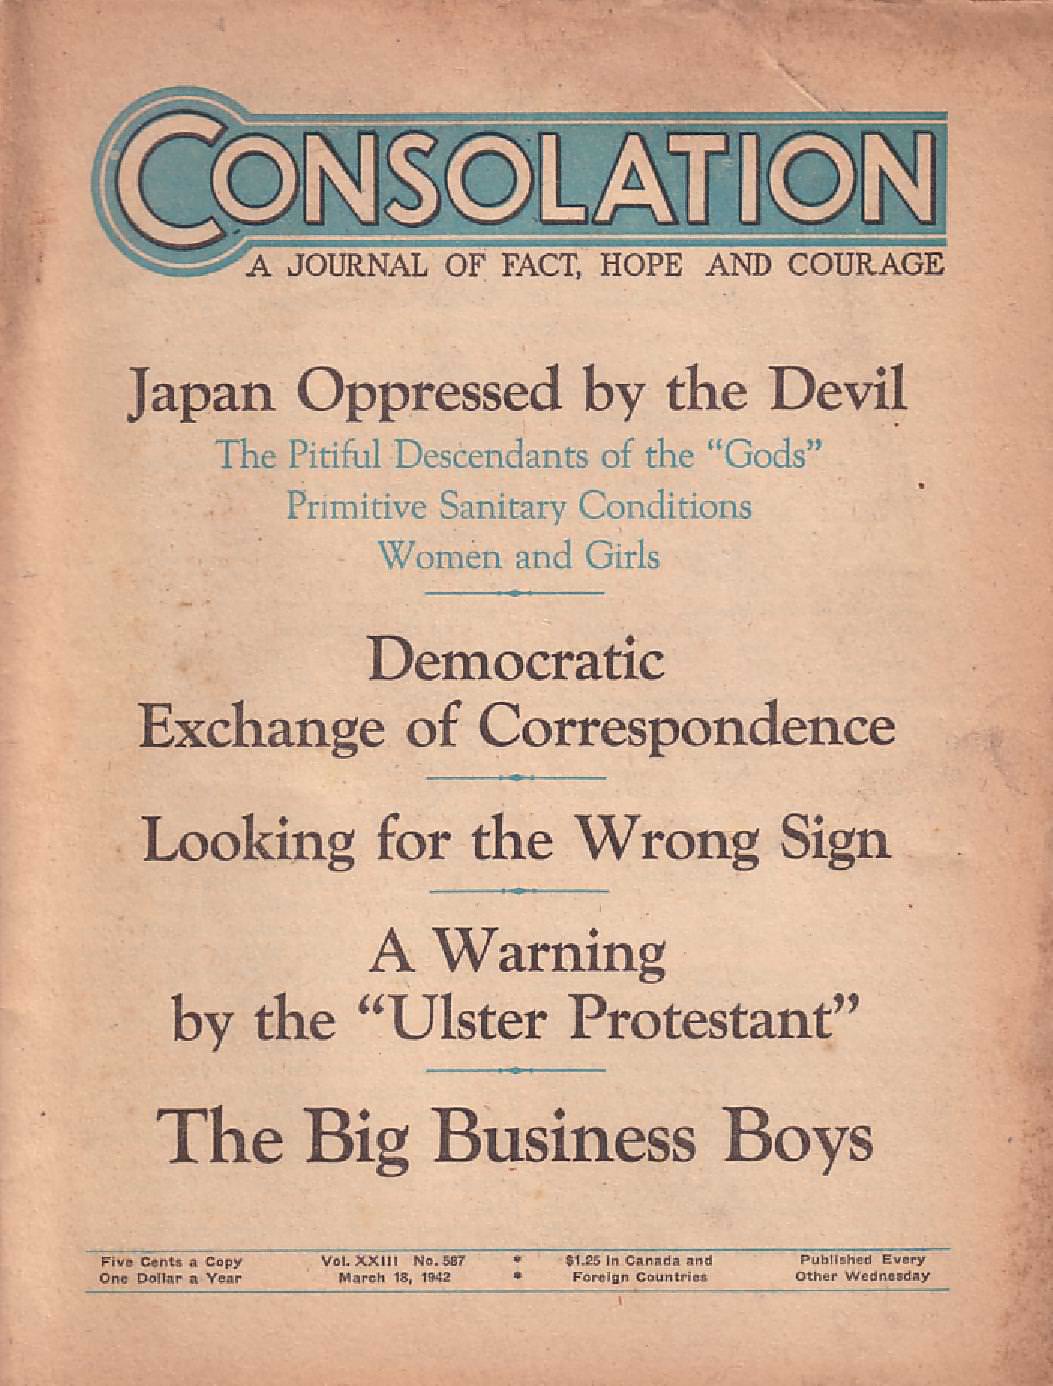 CONSOLATION
A JOURNAL OF FACT, HOPE AND COURAGE
Japan Oppressed by the Devil
The Pitiful Descendants of the “Gods”
Primitive Sanitary Conditions
Women and Girls
Democratic
Exchange of Correspondence
Looking for the Wrong Sign
A Warning
by the “Ulster Protestant”
The Big Business Boys
Five Cents a Copy
One Dollar a Year
Vol. XXIII No. 587
March 18, 1942
*
*
$1.25 in Canada and
Foreign Countries
Published Every
Other Wednesday